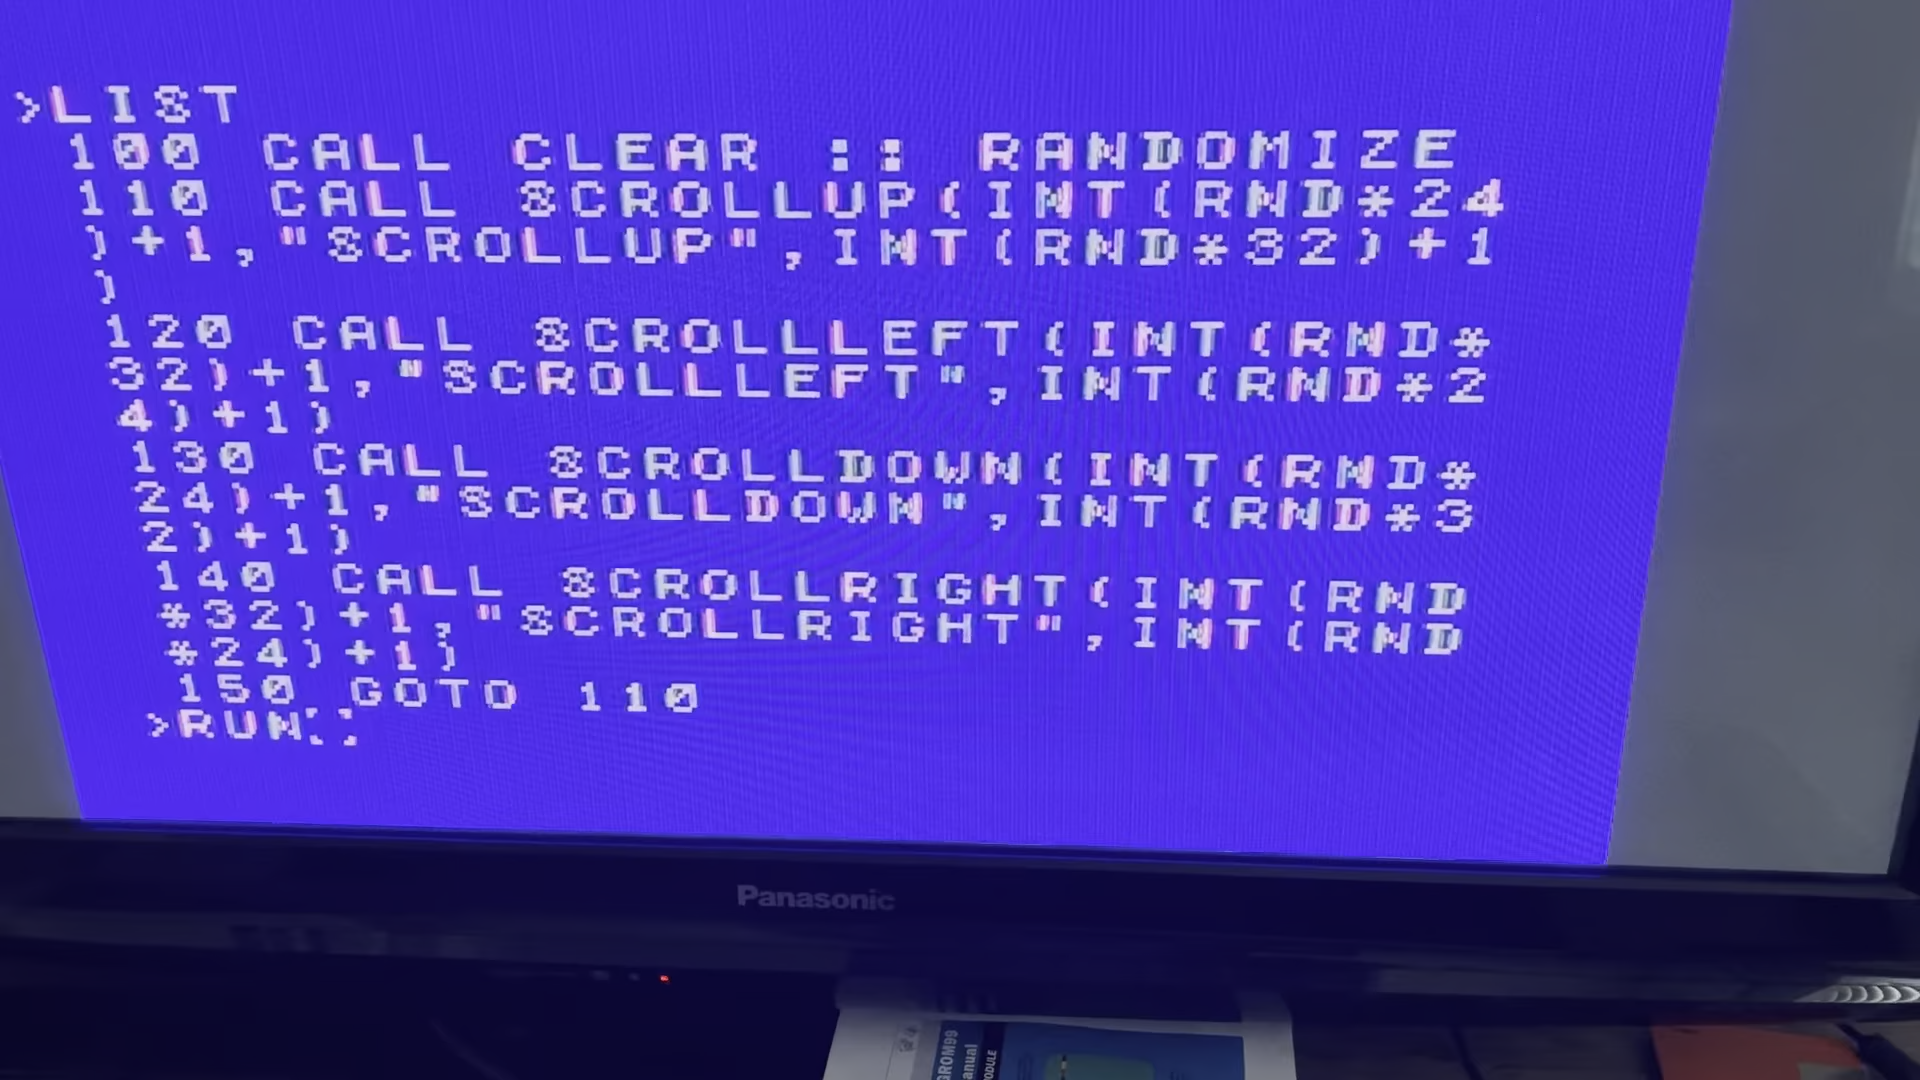 >LIST
100 CALL CLEAR :: RANDOMIZE
110 CALL SCROLLUP(INT(RND*24
)+1,"SCROLLUP",INT(RND*32)+1
)
120 CALL SCROLLLEFT(INT(RND*
32)+1,"SCROLLLEFT",INT(RND*2
4)+1)
130 CALL SCROLLDOWN(INT(RND*
24)+1,"SCROLLDOWN",INT(RND*3
2)+1)
140 CALL SCROLLRIGHT(INT(RND
*32)+1,"SCROLLRIGHT",INT(RND
*24)+1)
150 GOTO 110
>RUN
Panasonic
GROM99
anual
ODULE